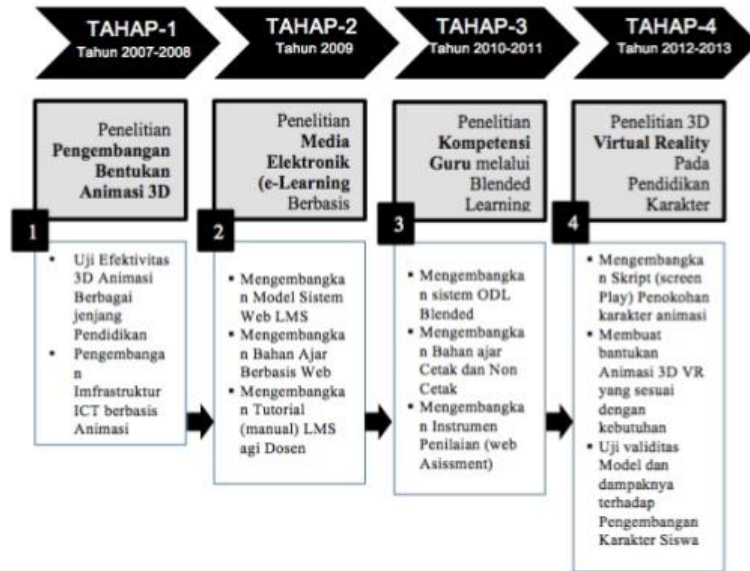 TAHAP-1
Tahun 2007-2008
TAHAP-2
Tahun 2009
TAHAP-3
Tahun 2010-2011
TAHAP-4
Tahun 2012-2013
Penelitian
Pengembangan
Bentukan
Animasi 3D
1
• Uji Efektivitas
3D Animasi
Berbagai
jenjang
Pendidikan
• Pengembanga
n
Imfrastruktur
ICT berbasis
Animasi
Penelitian
Media
Elektronik
(e-Learning
Berbasis
2
▪ Mengembangka
n Model Sistem
Web LMS
▪ Mengembangka
n Bahan Ajar
Berbasis Web
▪ Mengembangka
n Tutorial
(manual) LMS
agi Dosen
Penelitian
Kompetensi
Guru melalui
Blended
Learning
3
▪ Mengembangka
n sistem ODL
Blended
▪ Mengembangka
n Bahan ajar
Cetak dan Non
Cetak
▪ Mengembangka
n Instrumen
Penilaian (web
Asissment)
Penelitian 3D
Virtual Reality
Pada
Pendidikan
Karakter
4
▪ Mengembangka
n Skript (screen
Play) Penokohan
karakter animasi
▪ Membuat
bantukan
Animasi 3D VR
yang sesuai
dengan
kebutuhan
▪ Uji validitas
Model dan
dampaknya
terhadap
Pengembangan
Karakter Siswa